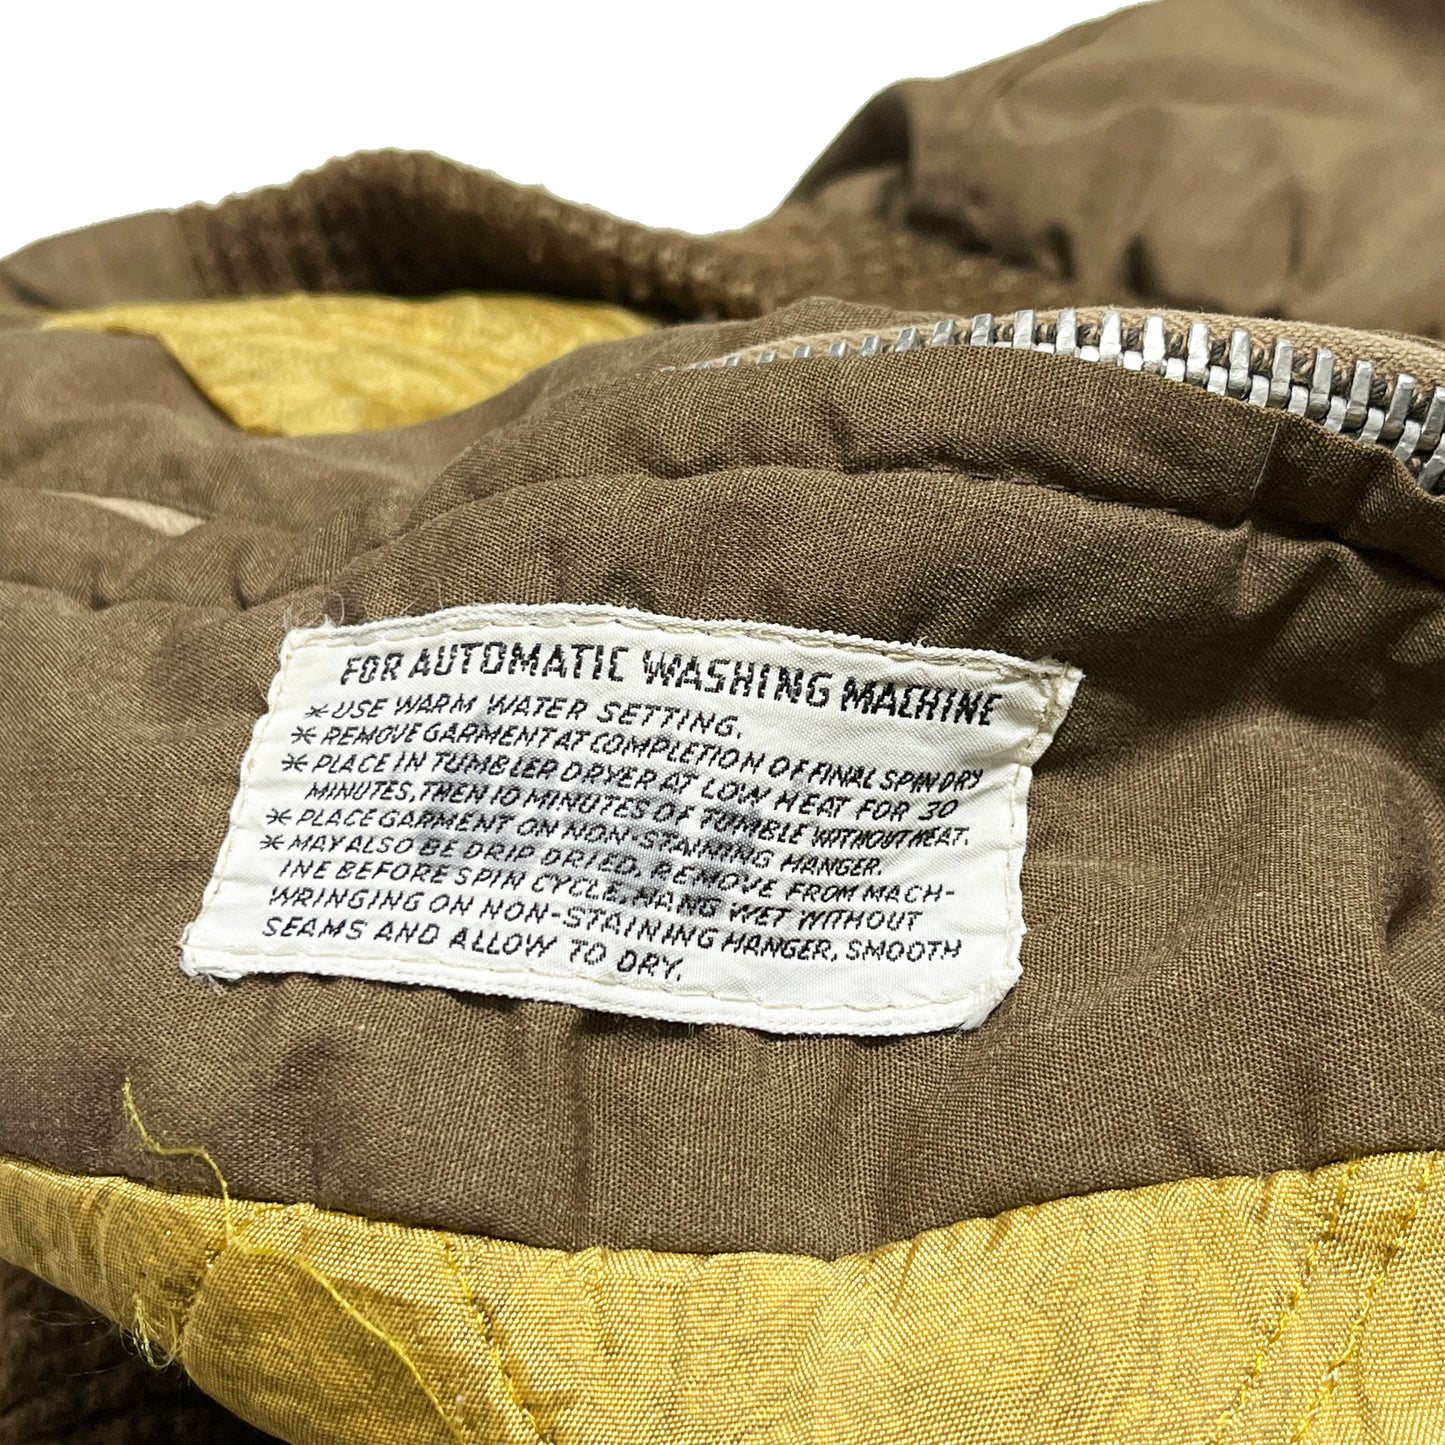 FOR AUTOMATIC WASHING MACHINE
* USE WARM WATER SETTING.
* REMOVE GARMENT AT COMPLETION OF FINAL SPIN DRY
* PLACE IN TUMBLER DRYER AT LOW HEAT FOR 30
MINUTES, THEN 10 MINUTES OF TUMBLE WITHOUT HEAT.
* PLACE GARMENT ON NON-STAINING HANGER.
* MAY ALSO BE DRIP DRIED. REMOVE FROM MACH-
INE BEFORE SPIN CYCLE. HANG WET WITHOUT
WRINGING ON NON-STAINING HANGER, SMOOTH
SEAMS AND ALLOW TO DRY.